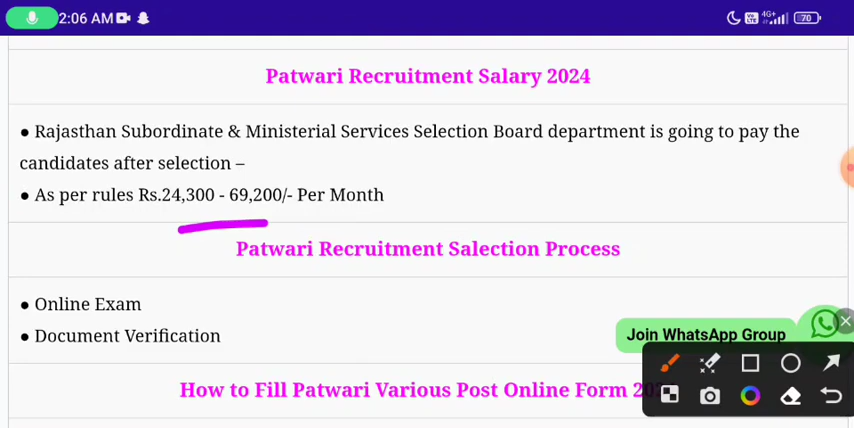 2:06 AM
4G+
70
Patwari Recruitment Salary 2024
● Rajasthan Subordinate & Ministerial Services Selection Board department is going to pay the
candidates after selection –
● As per rules Rs.24,300 - 69,200/- Per Month
Patwari Recruitment Salection Process
● Online Exam
● Document Verification
Join WhatsApp Group
How to Fill Patwari Various Post Online Form